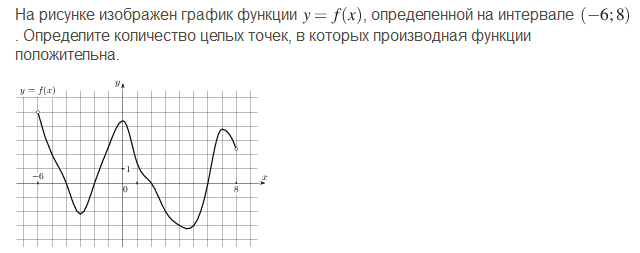 На рисунке изображен график функции y = f(x), определенной на интервале (−6; 8)
. Определите количество целых точек, в которых производная функции
положительна.
y = f(x)
y
x
−6
1
0
8